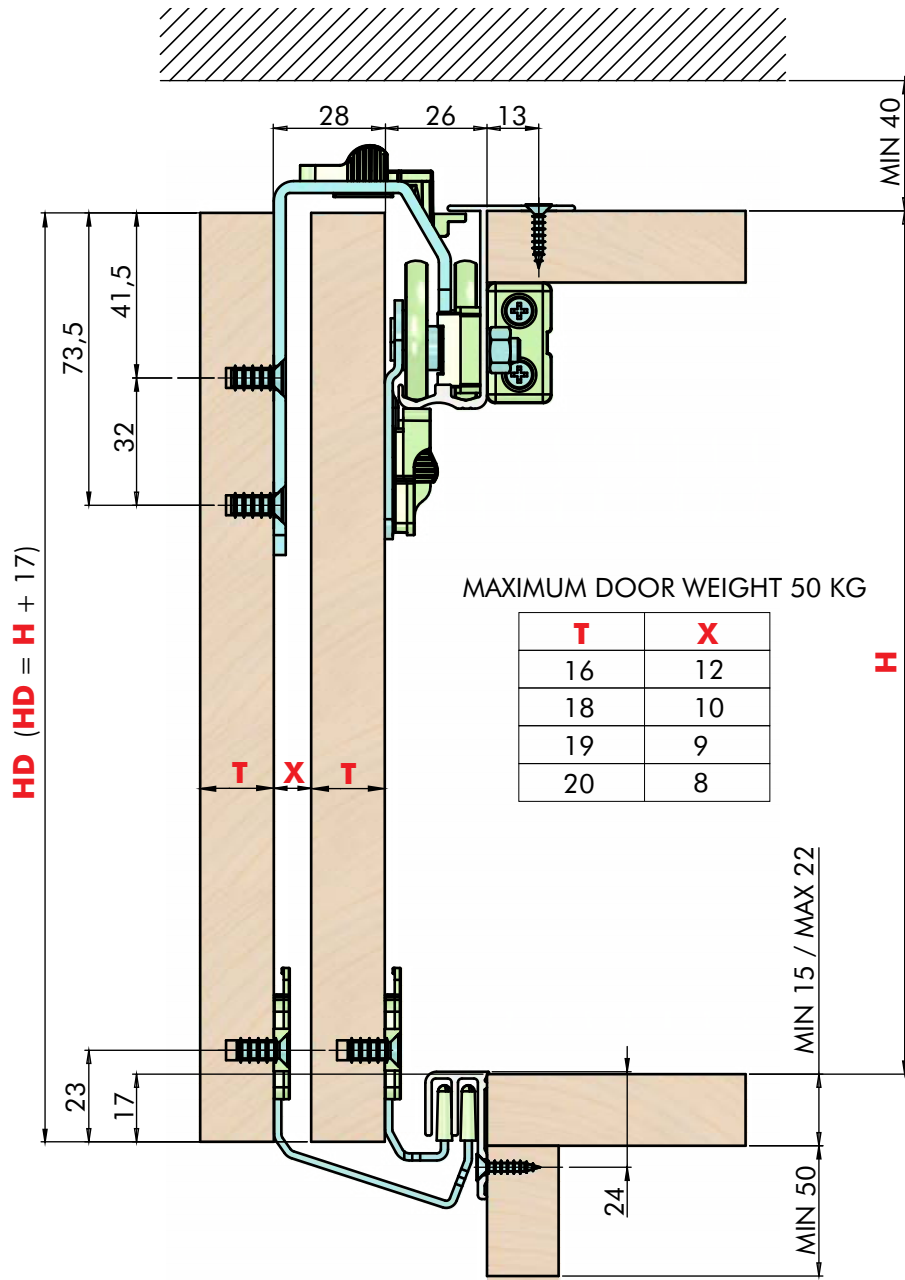 28
26
13
MIN 40
41,5
73,5
32
HD (HD = H + 17)
MAXIMUM DOOR WEIGHT 50 KG
T X
16 12
18 10
19 9
20 8
H
T X T
MIN 15 / MAX 22
23
17
24
MIN 50